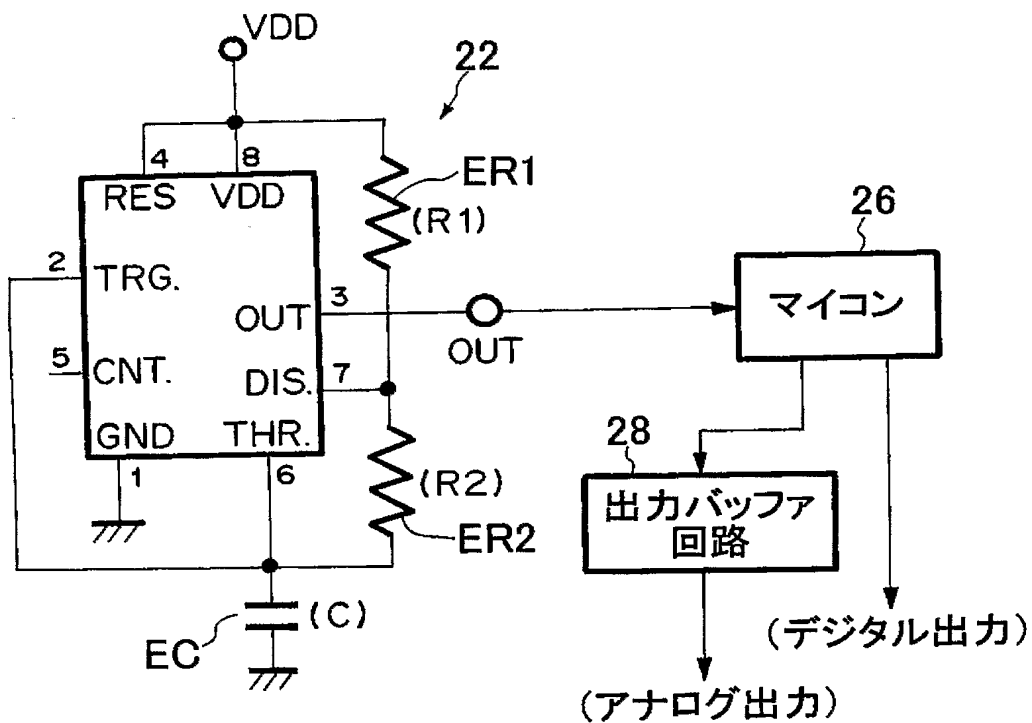 VDD
22
4 8
RES VDD
ER1
(R1)
26
2
TRG.
マイコン
3
OUT
OUT
5
CNT.
7
DIS.
GND THR.
1
6
(R2)
ER2
28
出力バッファ
回路
(C)
EC
(デジタル出力)
(アナログ出力)